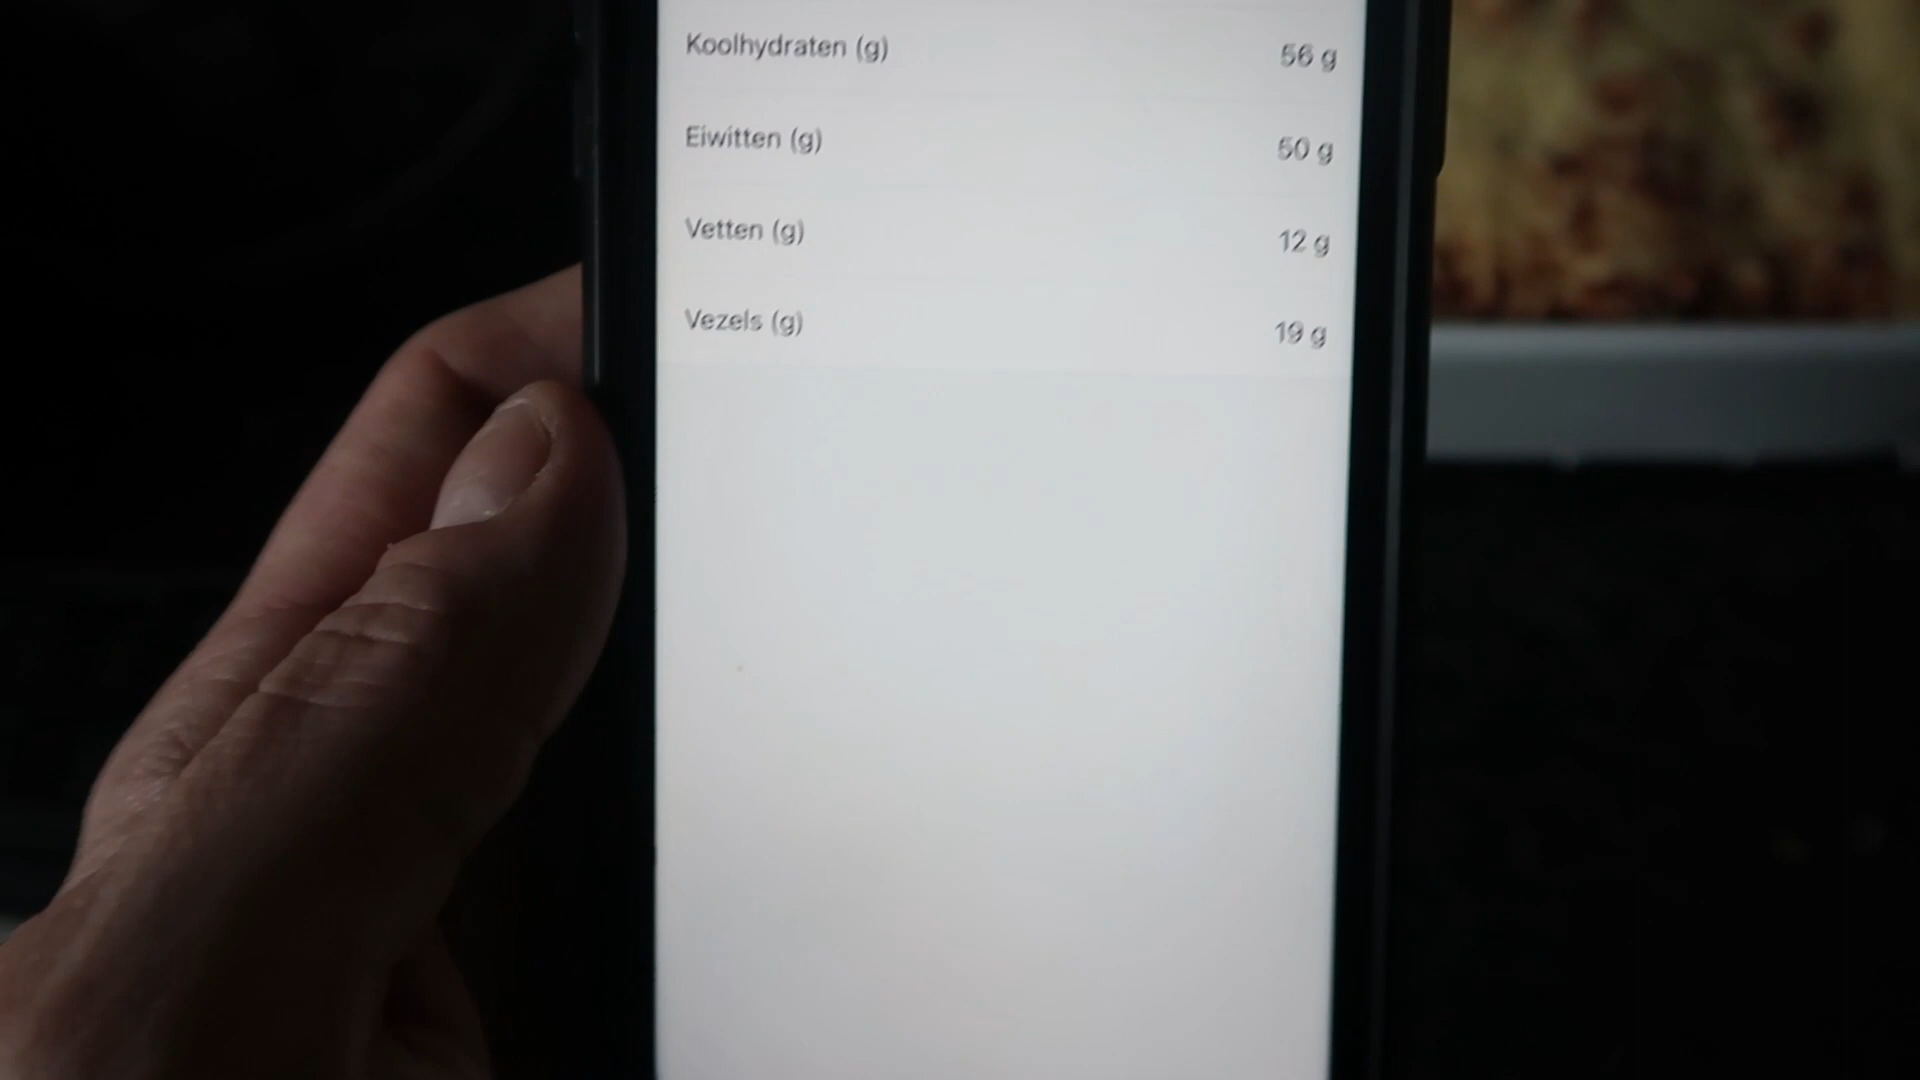 Koolhydraten (g) 56 g
Eiwitten (g) 50 g
Vetten (g) 12 g
Vezels (g) 19 g